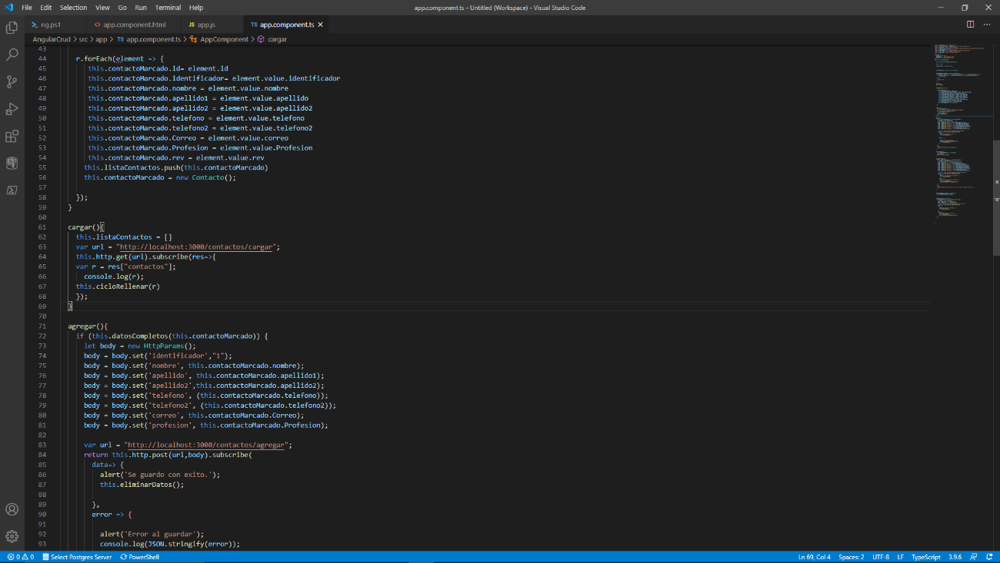 File Edit Selection View Go Run Terminal Help app.component.ts - Untitled (Workspace) - Visual Studio Code
ng.ps1 app.component.html JS app.js TS app.component.ts
AngularCrud > src > app > TS app.component.ts > AppComponent > cargar
43
44 r.forEach(element => {
45 this.contactoMarcado.id= element.id
46 this.contactoMarcado.identificador= element.value.identificador
47 this.contactoMarcado.nombre = element.value.nombre
48 this.contactoMarcado.apellido1 = element.value.apellido
49 this.contactoMarcado.apellido2 = element.value.apellido2
50 this.contactoMarcado.telefono = element.value.telefono
51 this.contactoMarcado.telefono2 = element.value.telefono2
52 this.contactoMarcado.Correo = element.value.correo
53 this.contactoMarcado.Profesion = element.value.Profesion
54 this.contactoMarcado.rev = element.value.rev
55 this.listaContactos.push(this.contactoMarcado)
56 this.contactoMarcado = new Contacto();
57
58 });
59 }
60
61 cargar(){
62 this.listaContactos = []
63 var url = "http://localhost:3000/contactos/cargar";
64 this.http.get(url).subscribe(res=>{
65 var r = res["contactos"];
66 console.log(r);
67 this.cicloRellenar(r)
68 });
69 }
70
71 agregar(){
72 if (this.datosCompletos(this.contactoMarcado)) {
73 let body = new HttpParams();
74 body = body.set('identificador',"1");
75 body = body.set('nombre', this.contactoMarcado.nombre);
76 body = body.set('apellido', this.contactoMarcado.apellido1);
77 body = body.set('apellido2',this.contactoMarcado.apellido2);
78 body = body.set('telefono', (this.contactoMarcado.telefono));
79 body = body.set('telefono2', (this.contactoMarcado.telefono2));
80 body = body.set('correo', this.contactoMarcado.Correo);
81 body = body.set('profesion', this.contactoMarcado.Profesion);
82
83 var url = "http://localhost:3000/contactos/agregar";
84 return this.http.post(url,body).subscribe(
85 data=> {
86 alert('Se guardo con exito.');
87 this.eliminarDatos();
88
89 },
90 error => {
91
92 alert('Error al guardar');
93 console.log(JSON.stringify(error));
0 0 Select Postgres Server PowerShell Ln 69, Col 4 Spaces: 2 UTF-8 LF TypeScript 3.9.6